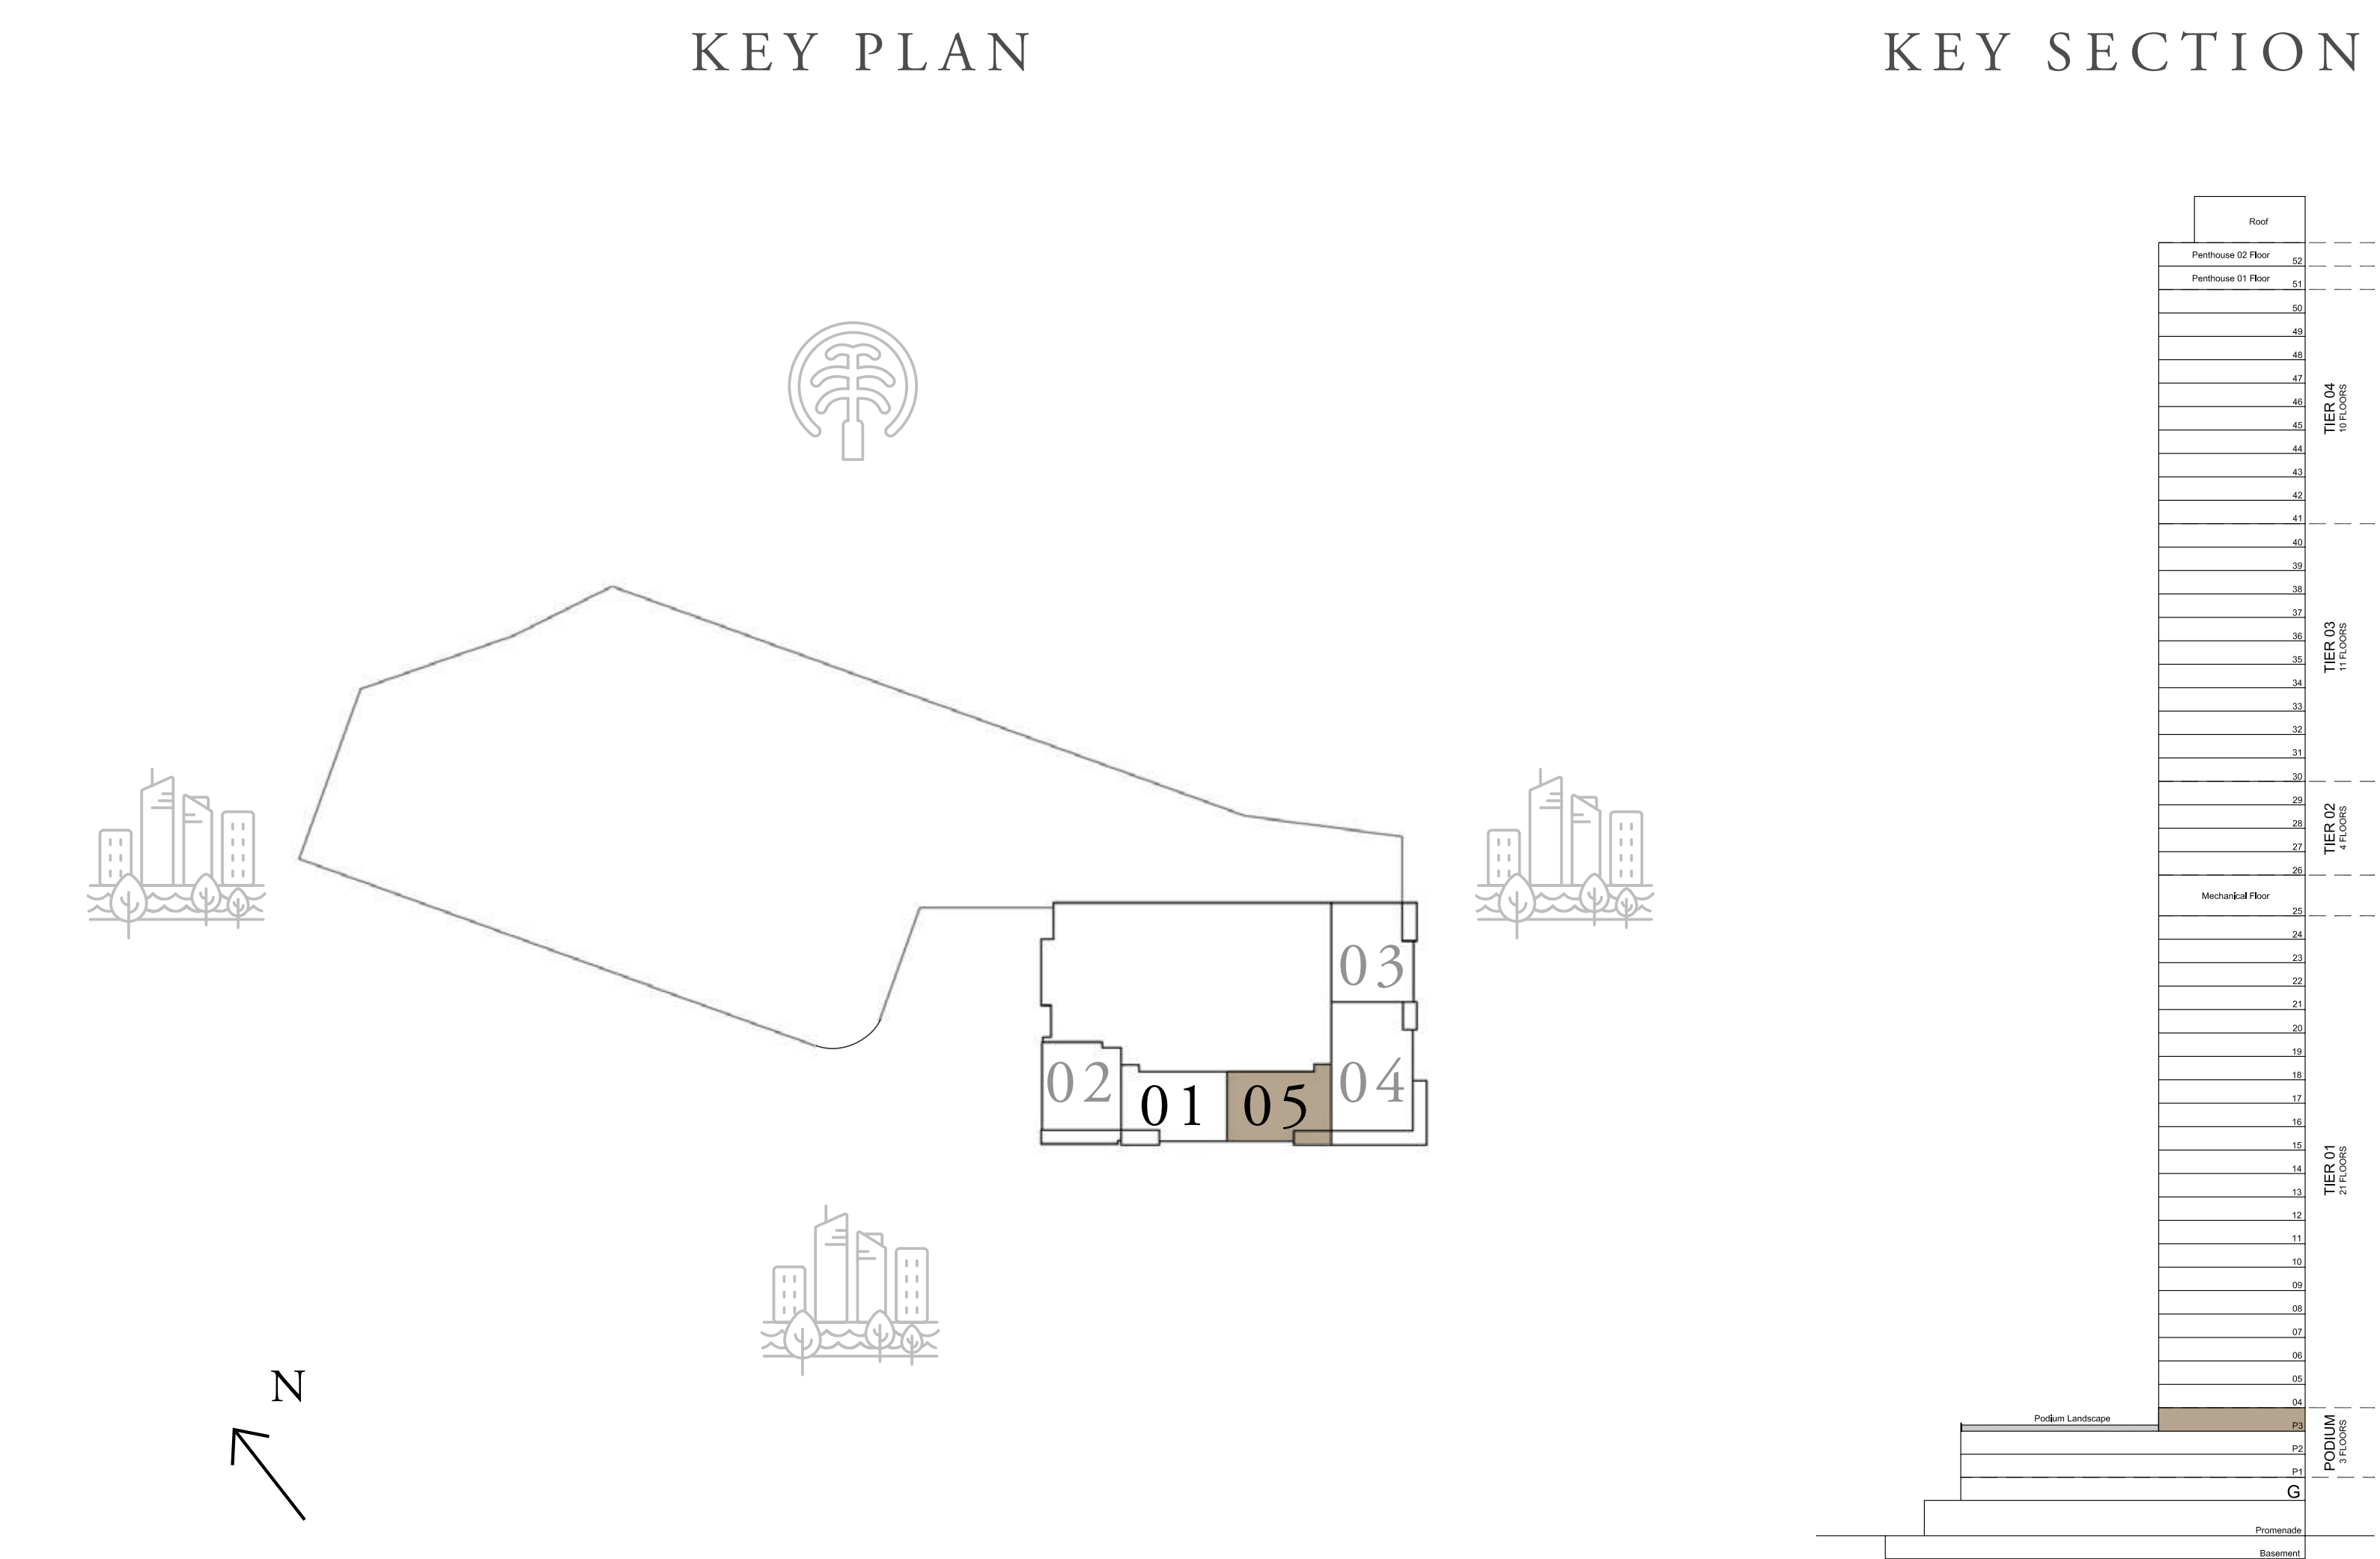 KEY PLAN
KEY SECTION
Roof
Penthouse 02 Floor 52
Penthouse 01 Floor 51
50
49
48
47
46
45
44
43
42
41
TIER 04
10 FLOORS
40
39
38
37
36
35
34
33
32
31
30
TIER 03
11 FLOORS
29
28
27
26
TIER 02
4 FLOORS
Mechanical Floor
25
24
23
22
21
20
19
18
17
16
15
14
13
12
11
10
09
08
07
06
05
04
TIER 01
21 FLOORS
Podium Landscape
P3
P2
P1
PODIUM
3 FLOORS
G
Promenade
Basement
03
02
01
05
04
N